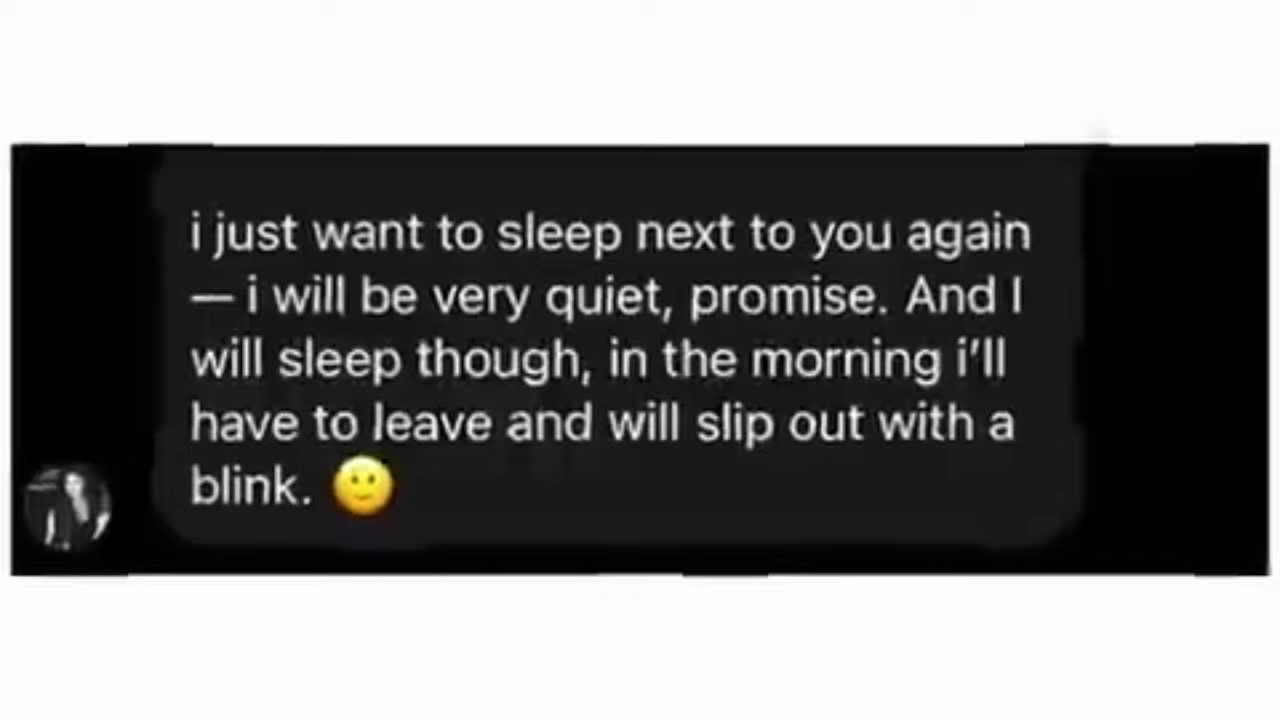 i just want to sleep next to you again
— i will be very quiet, promise. And I
will sleep though, in the morning i’ll
have to leave and will slip out with a
blink. 🙂